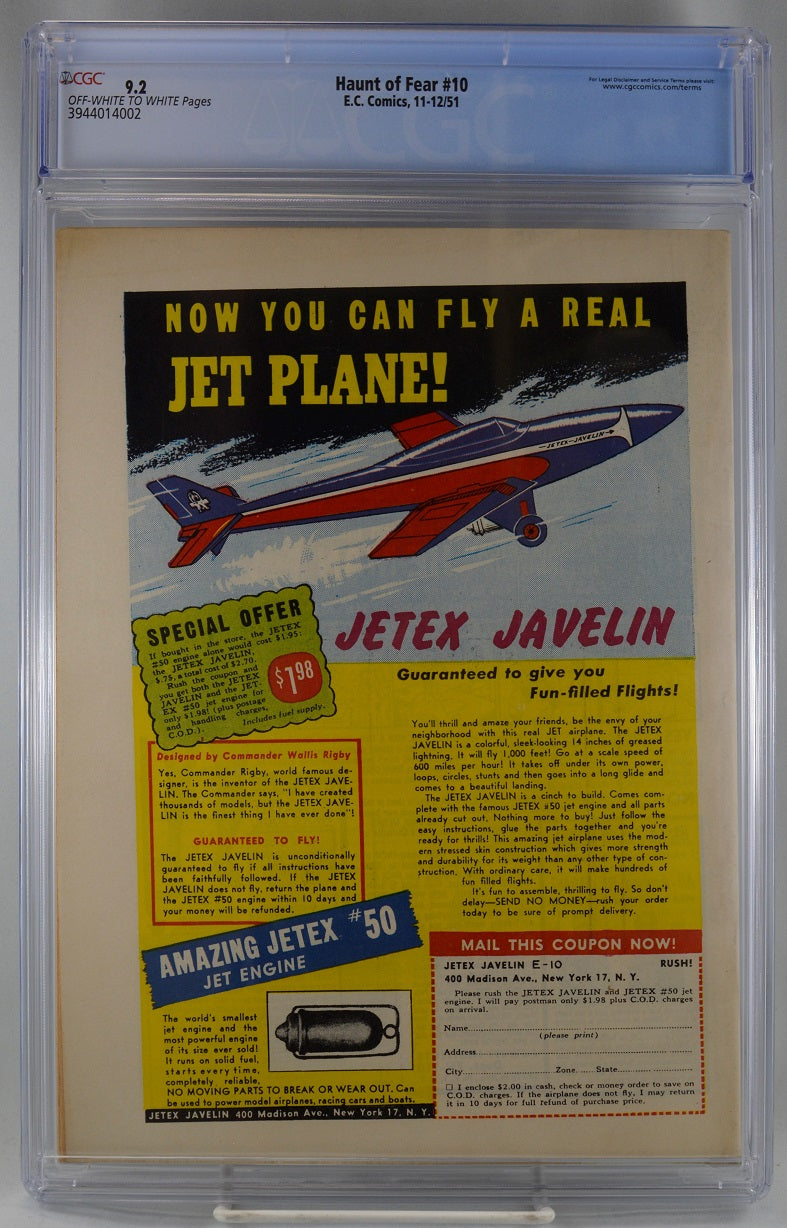 CGC
9.2
OFF-WHITE TO WHITE Pages
3944014002
Haunt of Fear #10
E.C. Comics, 11-12/51
For Legal Disclaimer and Service Terms please visit:
www.cgccomics.com/terms
CGC
NOW YOU CAN FLY A REAL
JET PLANE!
JETEX-JAVELIN
SPECIAL OFFER
If bought in the store, the JETEX
#50 engine alone would cost $1.95;
the JETEX JAVELIN,
$.75, a total cost of $2.70.
Rush the coupon and
you get both the JETEX
JAVELIN and the JET-
EX #50 jet engine for
only $1.98! (plus postage
and handling charges,
C.O.D.).
Includes fuel supply.
$1.98
JETEX JAVELIN
Guaranteed to give you
Fun-filled Flights!
Designed by Commander Wallis Rigby
Yes, Commander Rigby, world famous de-
signer, is the inventor of the JETEX JAVE-
LIN. The Commander says, "I have created
thousands of models, but the JETEX JAVE-
LIN is the finest thing I have ever done"!
GUARANTEED TO FLY!
The JETEX JAVELIN is unconditionally
guaranteed to fly if all instructions have
been faithfully followed. If the JETEX
JAVELIN does not fly, return the plane and
the JETEX #50 engine within 10 days and
your money will be refunded.
You'll thrill and amaze your friends, be the envy of your
neighborhood with this real JET airplane. The JETEX
JAVELIN is a colorful, sleek-looking 14 inches of greased
lightning. It will fly 1,000 feet! Go at a scale speed of
600 miles per hour! It takes off under its own power,
loops, circles, stunts and then goes into a long glide and
comes to a beautiful landing.
The JETEX JAVELIN is a cinch to build. Comes com-
plete with the famous JETEX #50 jet engine and all parts
already cut out. Nothing more to buy! Just follow the
easy instructions, glue the parts together and you're
ready for thrills! This amazing jet airplane uses the mod-
ern stressed skin construction which gives more strength
and durability for its weight than any other type of con-
struction. With ordinary care, it will make hundreds of
fun filled flights.
It's fun to assemble, thrilling to fly. So don't
delay—SEND NO MONEY—rush your order
today to be sure of prompt delivery.
AMAZING JETEX #50
JET ENGINE
The world's smallest
jet engine and the
most powerful engine
of its size ever sold!
It runs on solid fuel,
starts every time,
completely reliable,
NO MOVING PARTS TO BREAK OR WEAR OUT. Can
be used to power model airplanes, racing cars and boats.
JETEX JAVELIN 400 Madison Ave., New York 17, N. Y.
MAIL THIS COUPON NOW!
JETEX JAVELIN E-10 RUSH!
400 Madison Ave., New York 17, N. Y.
Please rush the JETEX JAVELIN and JETEX #50 jet
engine. I will pay postman only $1.98 plus C.O.D. charges
on arrival.
Name
(please print)
Address
City Zone State
☐ I enclose $2.00 in cash, check or money order to save on
C.O.D. charges. If the airplane does not fly, I may return
it in 10 days for full refund of purchase price.